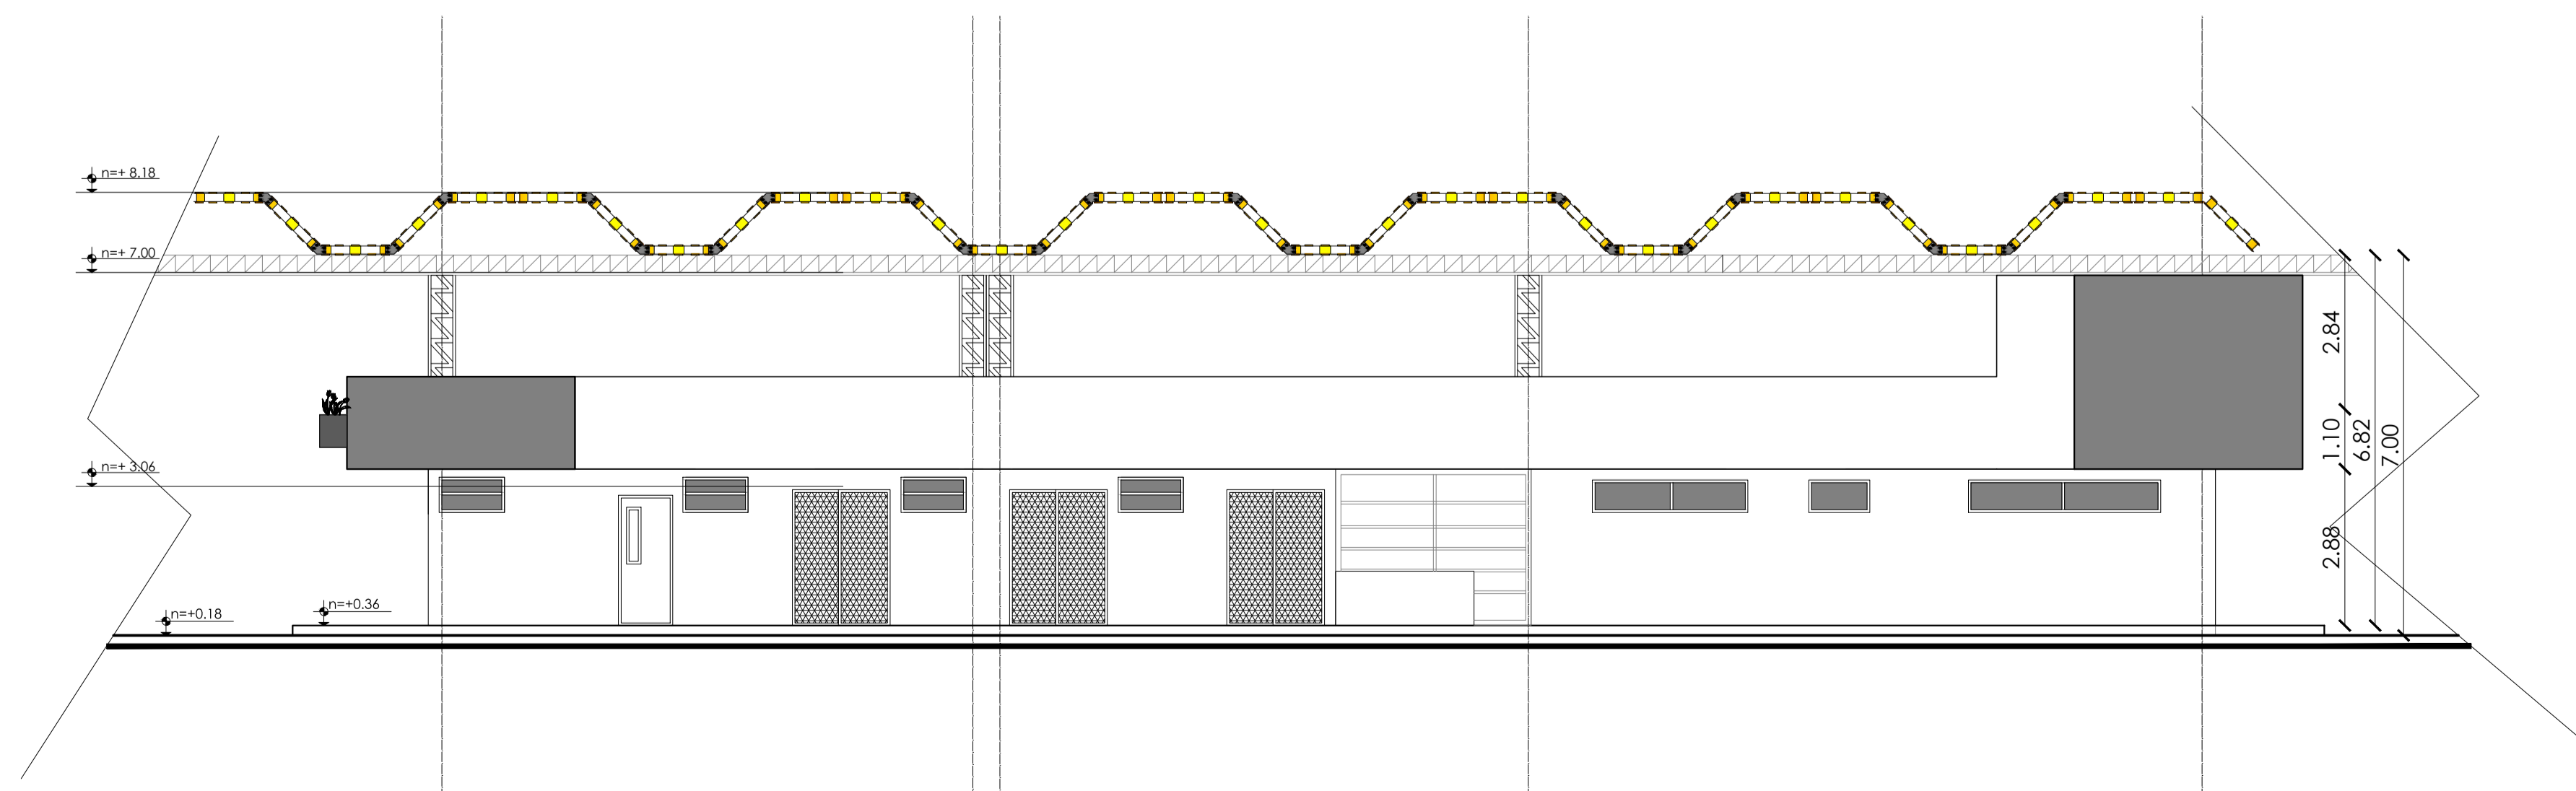 n=+ 8.18
n=+ 7.00
n=+ 3.06
n=+0.18
n=+0.36
2.84
1.10
6.82
7.00
2.88